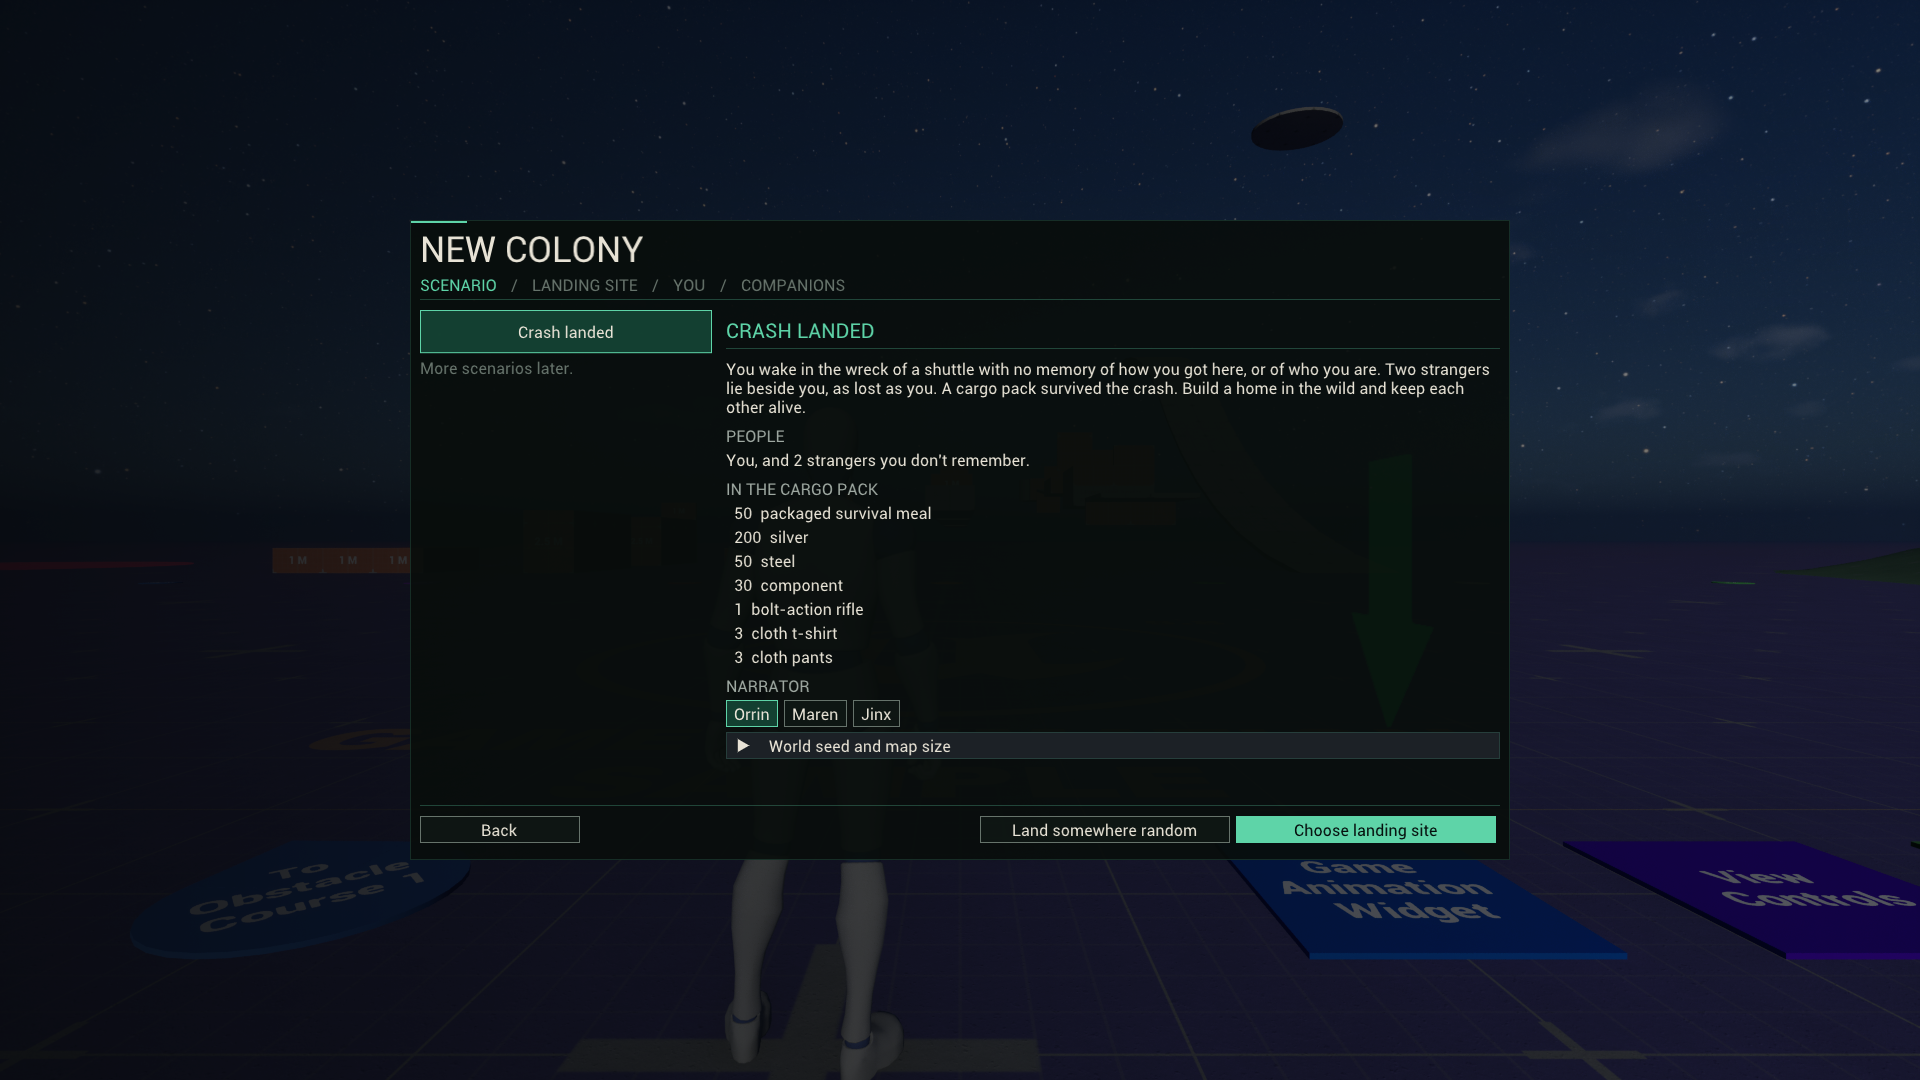 NEW COLONY
SCENARIO / LANDING SITE / YOU / COMPANIONS
Crash landed
More scenarios later.
CRASH LANDED
You wake in the wreck of a shuttle with no memory of how you got here, or of who you are. Two strangers
lie beside you, as lost as you. A cargo pack survived the crash. Build a home in the wild and keep each
other alive.
PEOPLE
You, and 2 strangers you don't remember.
IN THE CARGO PACK
50 packaged survival meal
200 silver
50 steel
30 component
1 bolt-action rifle
3 cloth t-shirt
3 cloth pants
NARRATOR
Orrin Maren Jinx
▶ World seed and map size
Back Land somewhere random Choose landing site
1 M 1 M 1 M
To
Obstacle
Course 1
Game
Animation
Widget
View
Controls